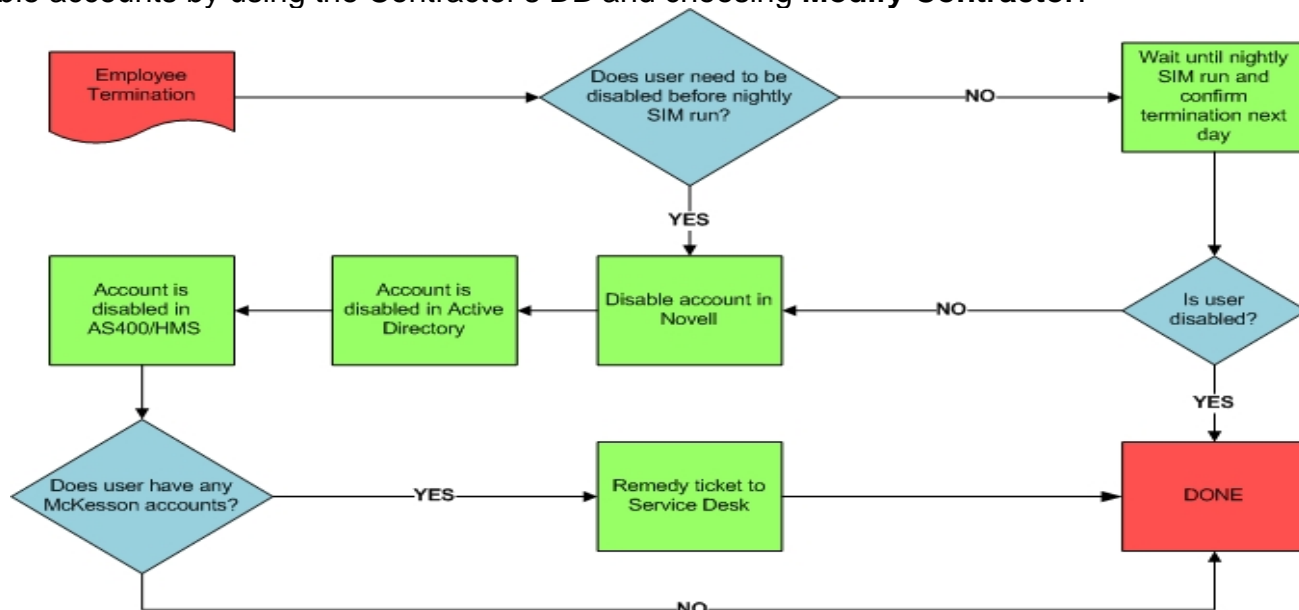 ble accounts by using the Contractor's DB and choosing Modify Contractor.
Employee
Termination
Does user need to be
disabled before nightly
SIM run?
NO
Wait until nightly
SIM run and
confirm
termination next
day
YES
Account is
disabled in
AS400/HMS
Account is
disabled in Active
Directory
Disable account in
Novell
NO
Is user
disabled?
YES
Does user have any
McKesson accounts?
YES
Remedy ticket to
Service Desk
DONE
NO